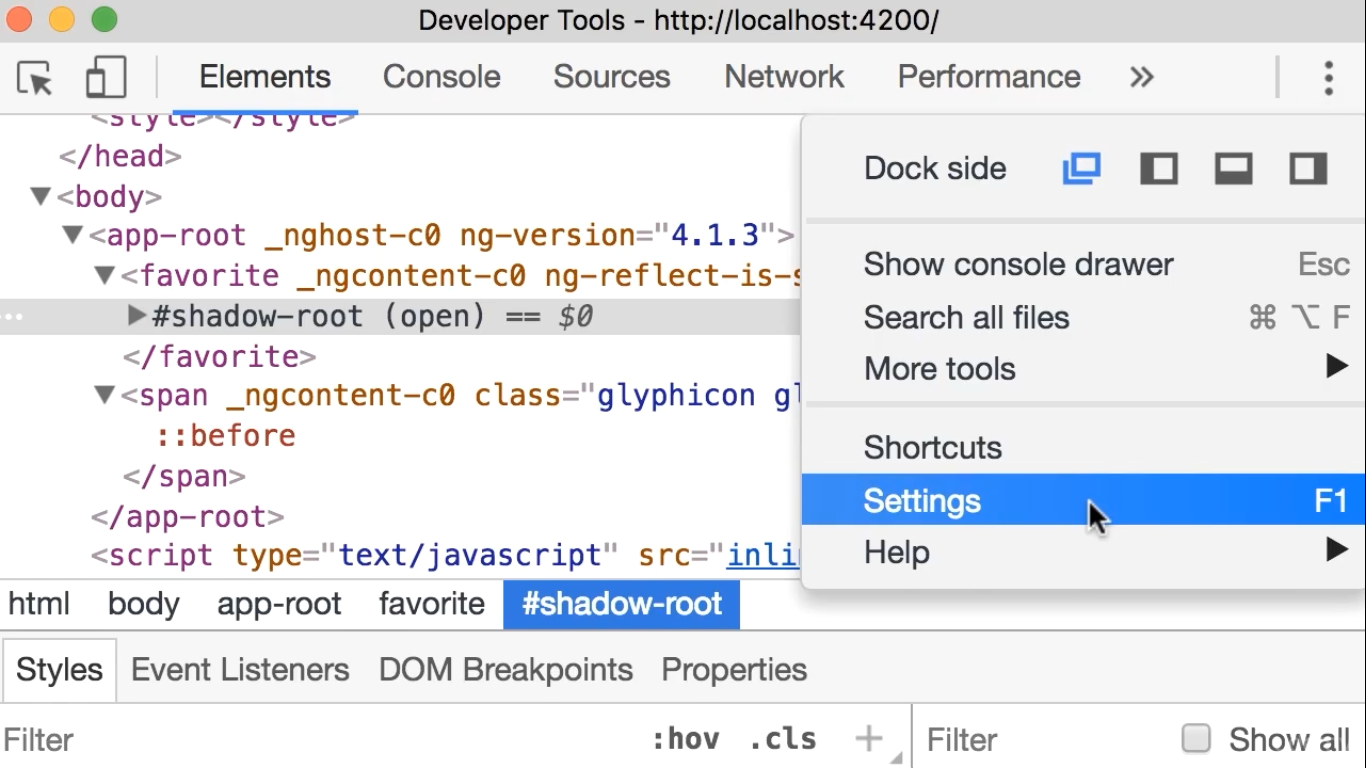 Developer Tools - http://localhost:4200/
Elements Console Sources Network Performance »
<style></style>
</head>
▼<body>
▼<app-root _nghost-c0 ng-version="4.1.3">
▼<favorite _ngcontent-c0 ng-reflect-is-s
▶#shadow-root (open) == $0
</favorite>
▼<span _ngcontent-c0 class="glyphicon gl
::before
</span>
</app-root>
<script type="text/javascript" src="inli
Dock side
Show console drawer Esc
Search all files ⌘ ⌥ F
More tools ▶
Shortcuts
Settings F1
Help ▶
html body app-root favorite #shadow-root
Styles Event Listeners DOM Breakpoints Properties
Filter :hov .cls + Filter Show all